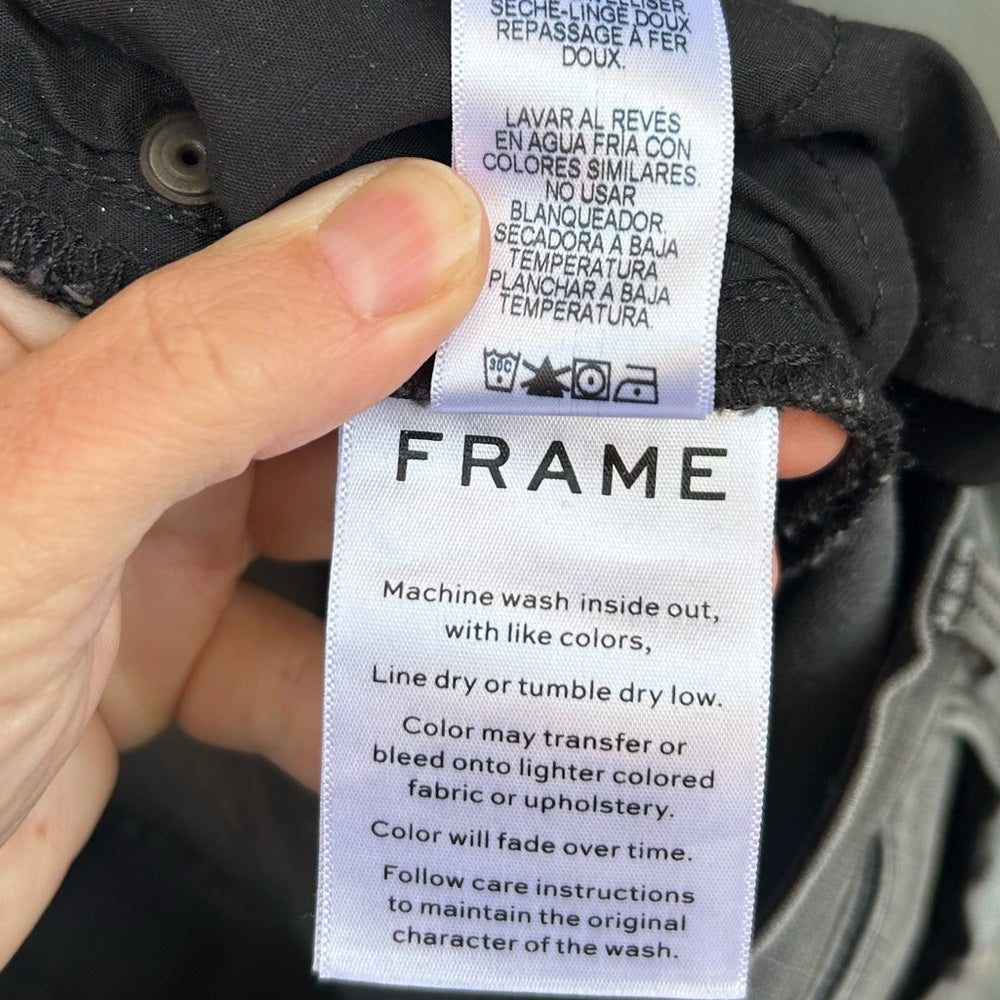 SÈCHE-LINGE DOUX
REPASSAGE À FER
DOUX.
LAVAR AL REVÉS
EN AGUA FRÍA CON
COLORES SIMILARES.
NO USAR
BLANQUEADOR
SECADORA A BAJA
TEMPERATURA
PLANCHAR A BAJA
TEMPERATURA.
30C
FRAME
Machine wash inside out,
with like colors,
Line dry or tumble dry low.
Color may transfer or
bleed onto lighter colored
fabric or upholstery.
Color will fade over time.
Follow care instructions
to maintain the original
character of the wash.